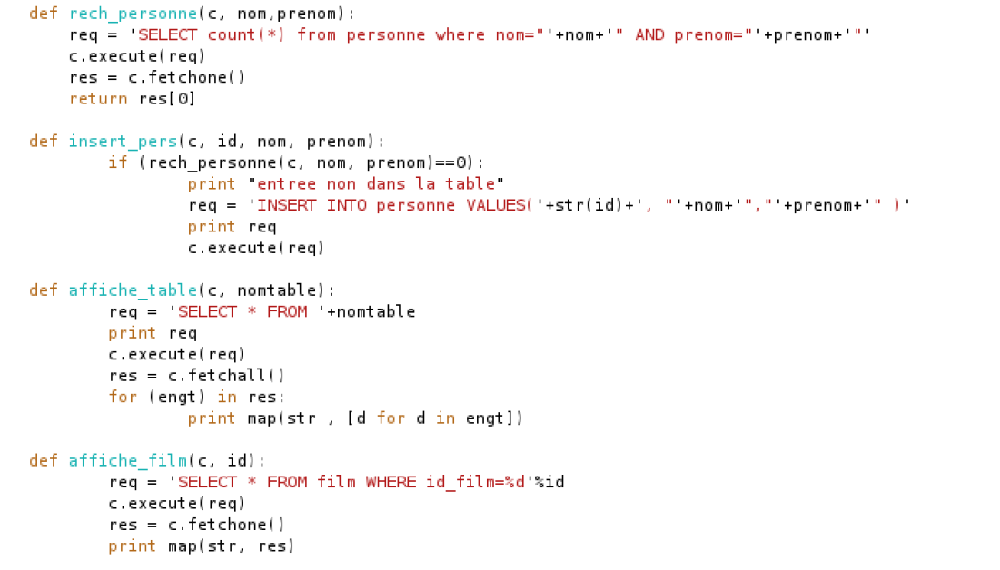 def rech_personne(c, nom,prenom):
    req = 'SELECT count(*) from personne where nom="'+nom+'" AND prenom="'+prenom+'"'
    c.execute(req)
    res = c.fetchone()
    return res[0]

def insert_pers(c, id, nom, prenom):
        if (rech_personne(c, nom, prenom)==0):
                print "entree non dans la table"
                req = 'INSERT INTO personne VALUES('+str(id)+', "'+nom+'","'+prenom+'" )'
                print req
                c.execute(req)

def affiche_table(c, nomtable):
        req = 'SELECT * FROM '+nomtable
        print req
        c.execute(req)
        res = c.fetchall()
        for (engt) in res:
                print map(str , [d for d in engt])

def affiche_film(c, id):
        req = 'SELECT * FROM film WHERE id_film=%d'%id
        c.execute(req)
        res = c.fetchone()
        print map(str, res)